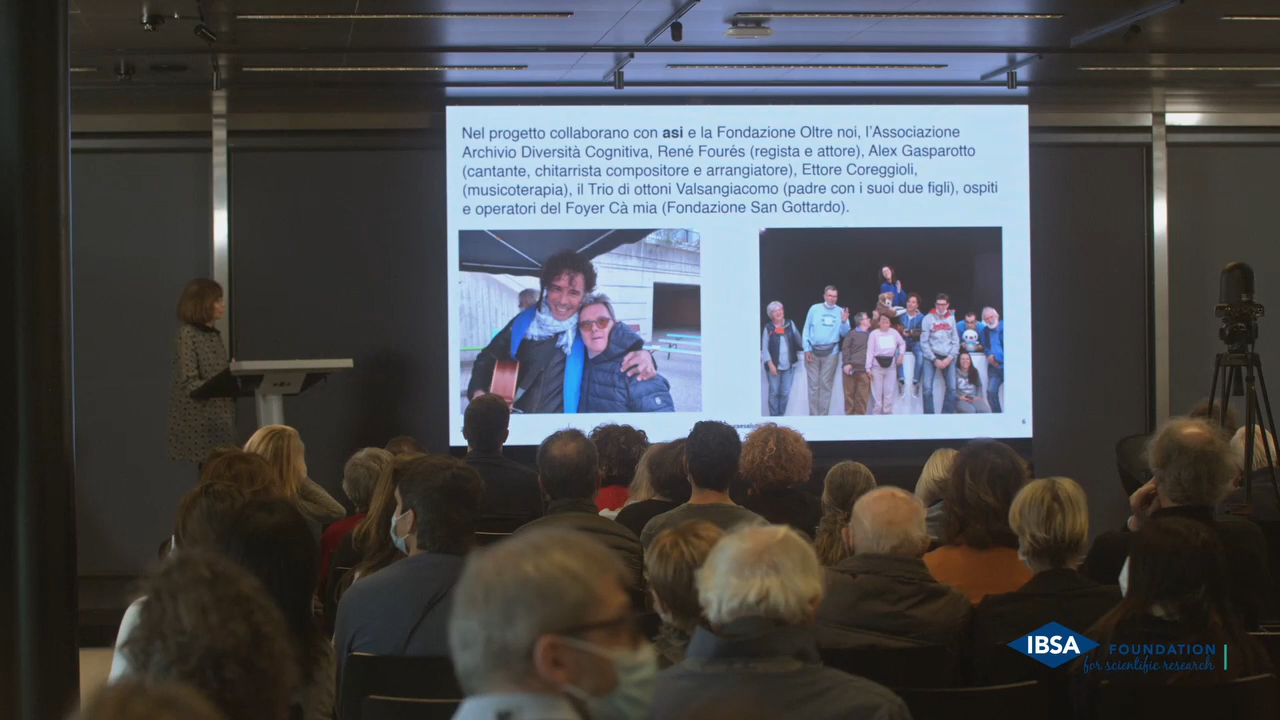 Nel progetto collaborano con asi e la Fondazione Oltre noi, l'Associazione
Archivio Diversità Cognitiva, René Fourés (regista e attore), Alex Gasparotto
(cantante, chitarrista compositore e arrangiatore), Ettore Coreggioli,
(musicoterapia), il Trio di ottoni Valsangiacomo (padre con i suoi due figli), ospiti
e operatori del Foyer Cà mia (Fondazione San Gottardo).
6
IBSA FOUNDATION
for scientific research